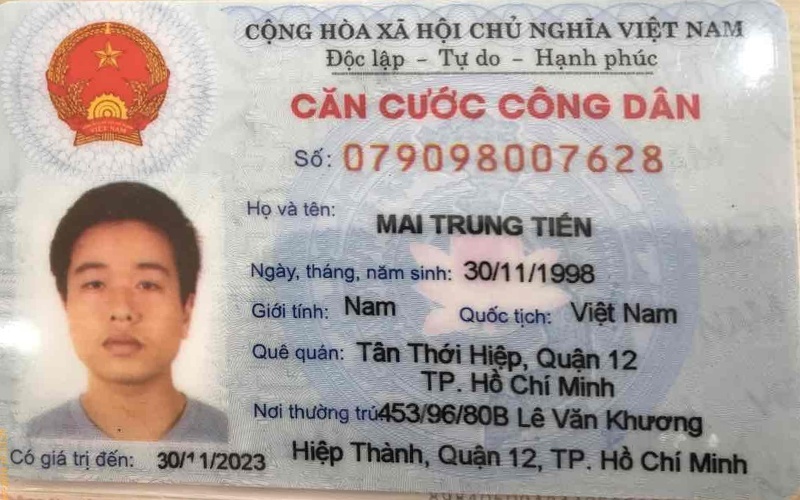 CỘNG HÒA XÃ HỘI CHỦ NGHĨA VIỆT NAM
Độc lập – Tự do – Hạnh phúc
CĂN CƯỚC CÔNG DÂN
Số: 079098007628
Họ và tên:
MAI TRUNG TIẾN
Ngày, tháng, năm sinh: 30/11/1998
Giới tính: Nam Quốc tịch: Việt Nam
Quê quán: Tân Thới Hiệp, Quận 12
TP. Hồ Chí Minh
Nơi thường trú: 453/96/80B Lê Văn Khương
Hiệp Thành, Quận 12, TP. Hồ Chí Minh
Có giá trị đến: 30/11/2023
VIỆT NAM